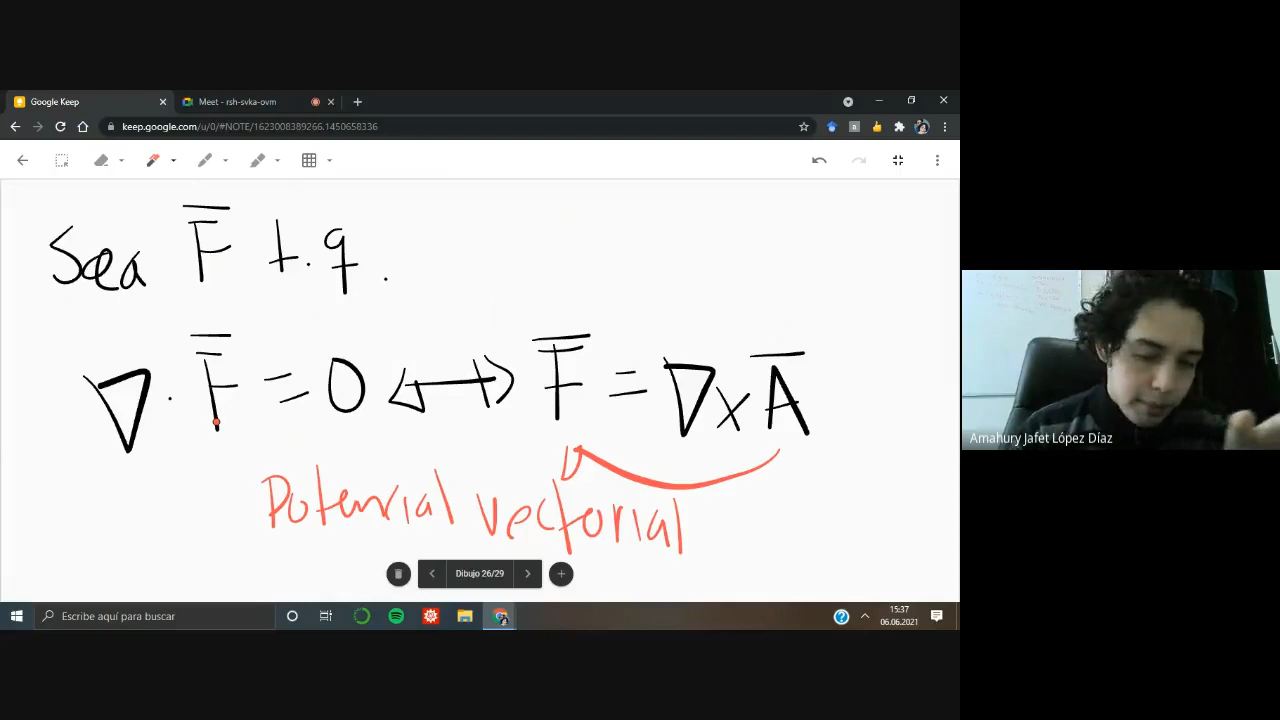 Google Keep
Meet - rsh-svka-ovm
keep.google.com/u/0/#NOTE/1623008389266.1450658336
Sea F̅ t.q.
∇ · F̅ = 0 ↔ F̅ = ∇ x A̅
Potencial vectorial
Dibujo 26/29
Amahury Jafet López Díaz
Escribe aquí para buscar
15:37
06.06.2021